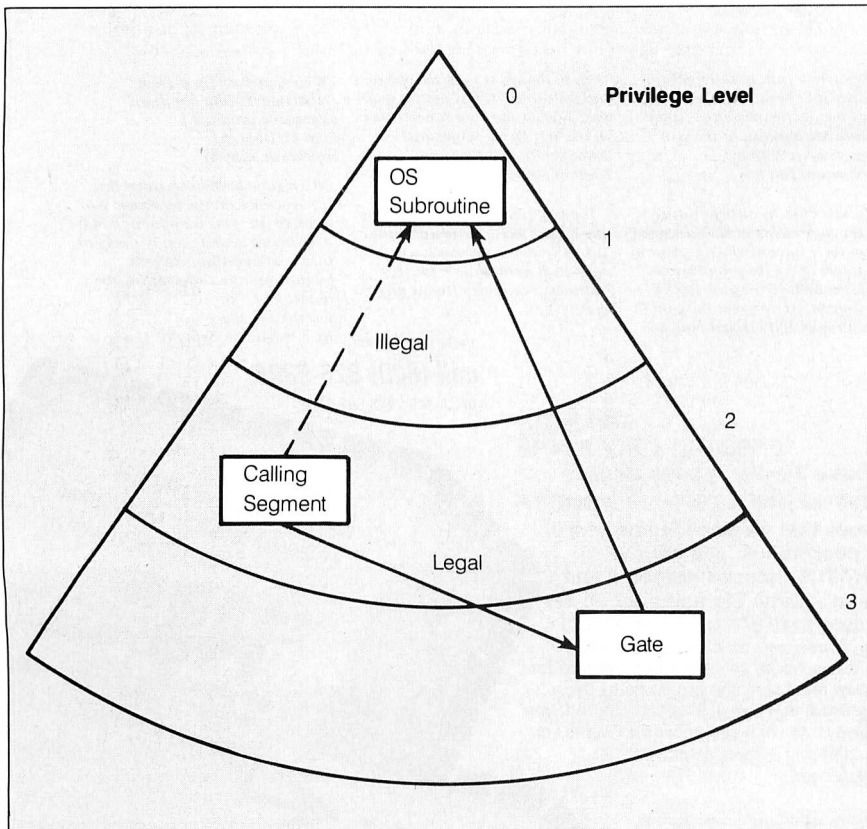 0
Privilege Level
OS
Subroutine
1
Illegal
2
Calling
Segment
Legal
3
Gate